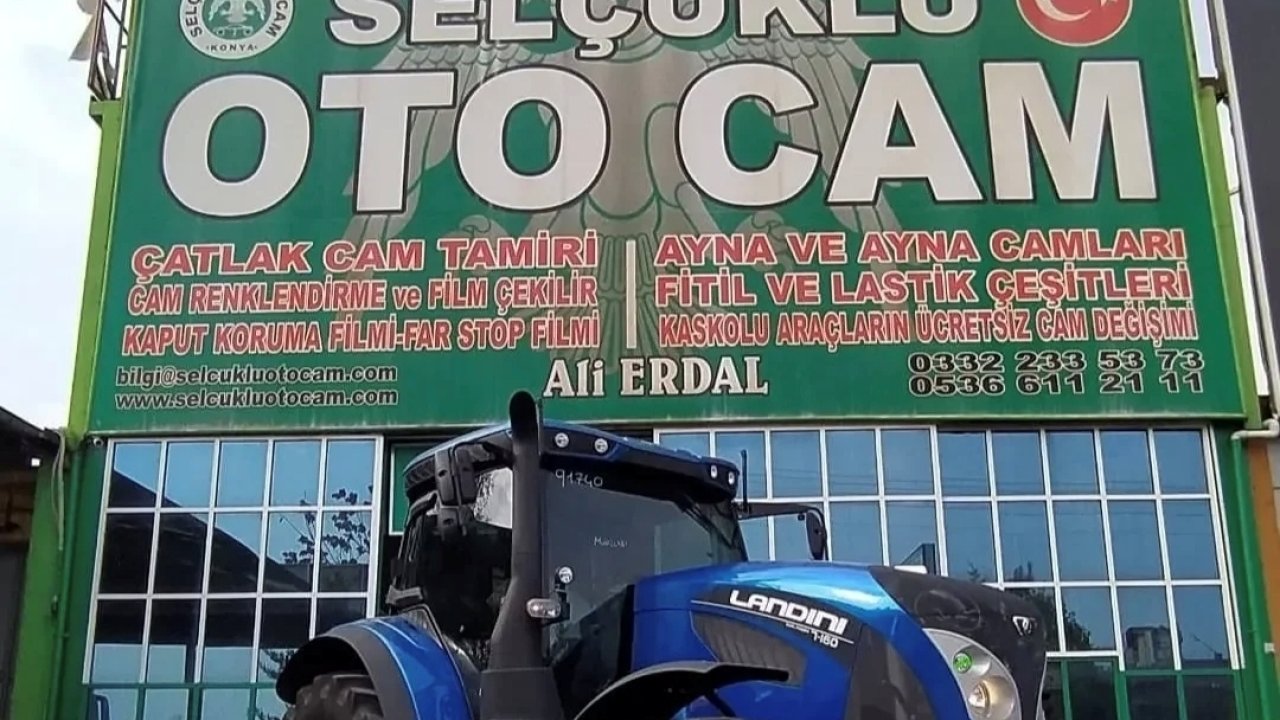 SELÇUKLU
KONYA
OTO CAM
ÇATLAK CAM TAMİRİ
CAM RENKLENDİRME ve FİLM ÇEKİLİR
KAPUT KORUMA FİLMİ-FAR STOP FİLMİ
AYNA VE AYNA CAMLARI
FİTİL VE LASTİK ÇEŞİTLERİ
KASKOLU ARAÇLARIN ÜCRETSİZ CAM DEĞİŞİMİ
bilgi@selcukluotocam.com
www.selcukluotocam.com
Ali ERDAL
0332 233 53 73
0536 611 21 11
91740
LANDINI